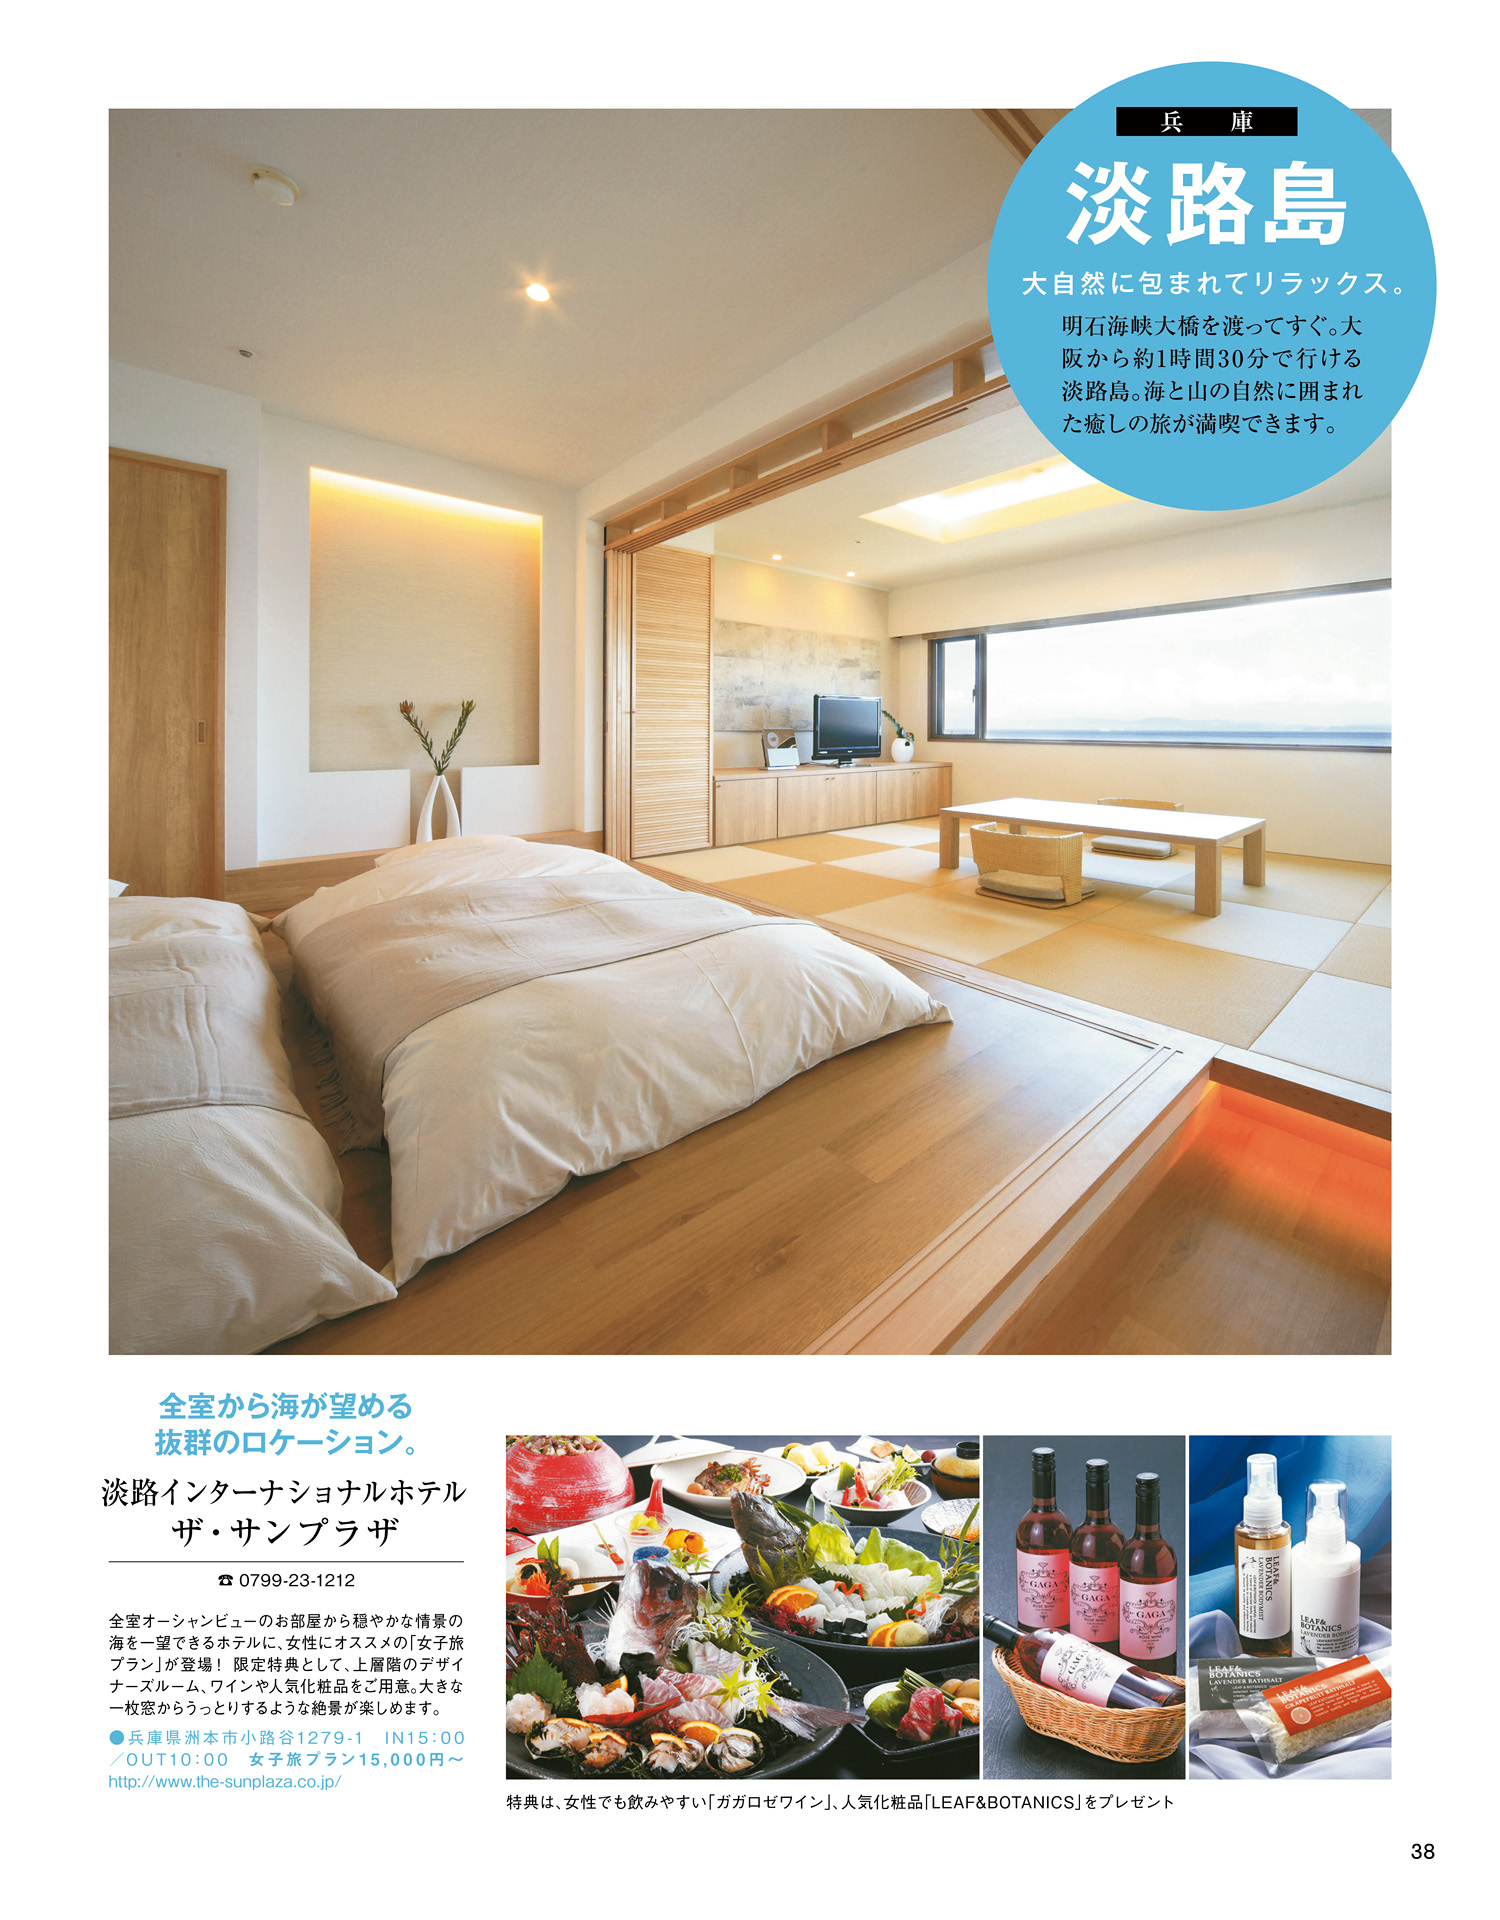 兵 庫
淡路島
大自然に包まれてリラックス。
明石海峡大橋を渡ってすぐ。大
阪から約1時間30分で行ける
淡路島。海と山の自然に囲まれ
た癒しの旅が満喫できます。
全室から海が望める
抜群のロケーション。
淡路インターナショナルホテル
ザ・サンプラザ
☎ 0799-23-1212
全室オーシャンビューのお部屋から穏やかな情景の
海を一望できるホテルに、女性にオススメの「女子旅
プラン」が登場! 限定特典として、上層階のデザイ
ナーズルーム、ワインや人気化粧品をご用意。大きな
一枚窓からうっとりするような絶景が楽しめます。
●兵庫県洲本市小路谷1279-1 IN15:00
/OUT10:00 女子旅プラン15,000円〜
http://www.the-sunplaza.co.jp/
GAGA
GAGA
GAGA
GAGA
LEAF&
BOTANICS
LAVENDER BODYMIST
LEAF&
BOTANICS
LEAF&
BOTANICS
LAVENDER BATHSALT
LEAF&
BOTANICS
GRAPEFRUIT BATHSALT
特典は、女性でも飲みやすい「ガガロゼワイン」、人気化粧品「LEAF&BOTANICS」をプレゼント
38